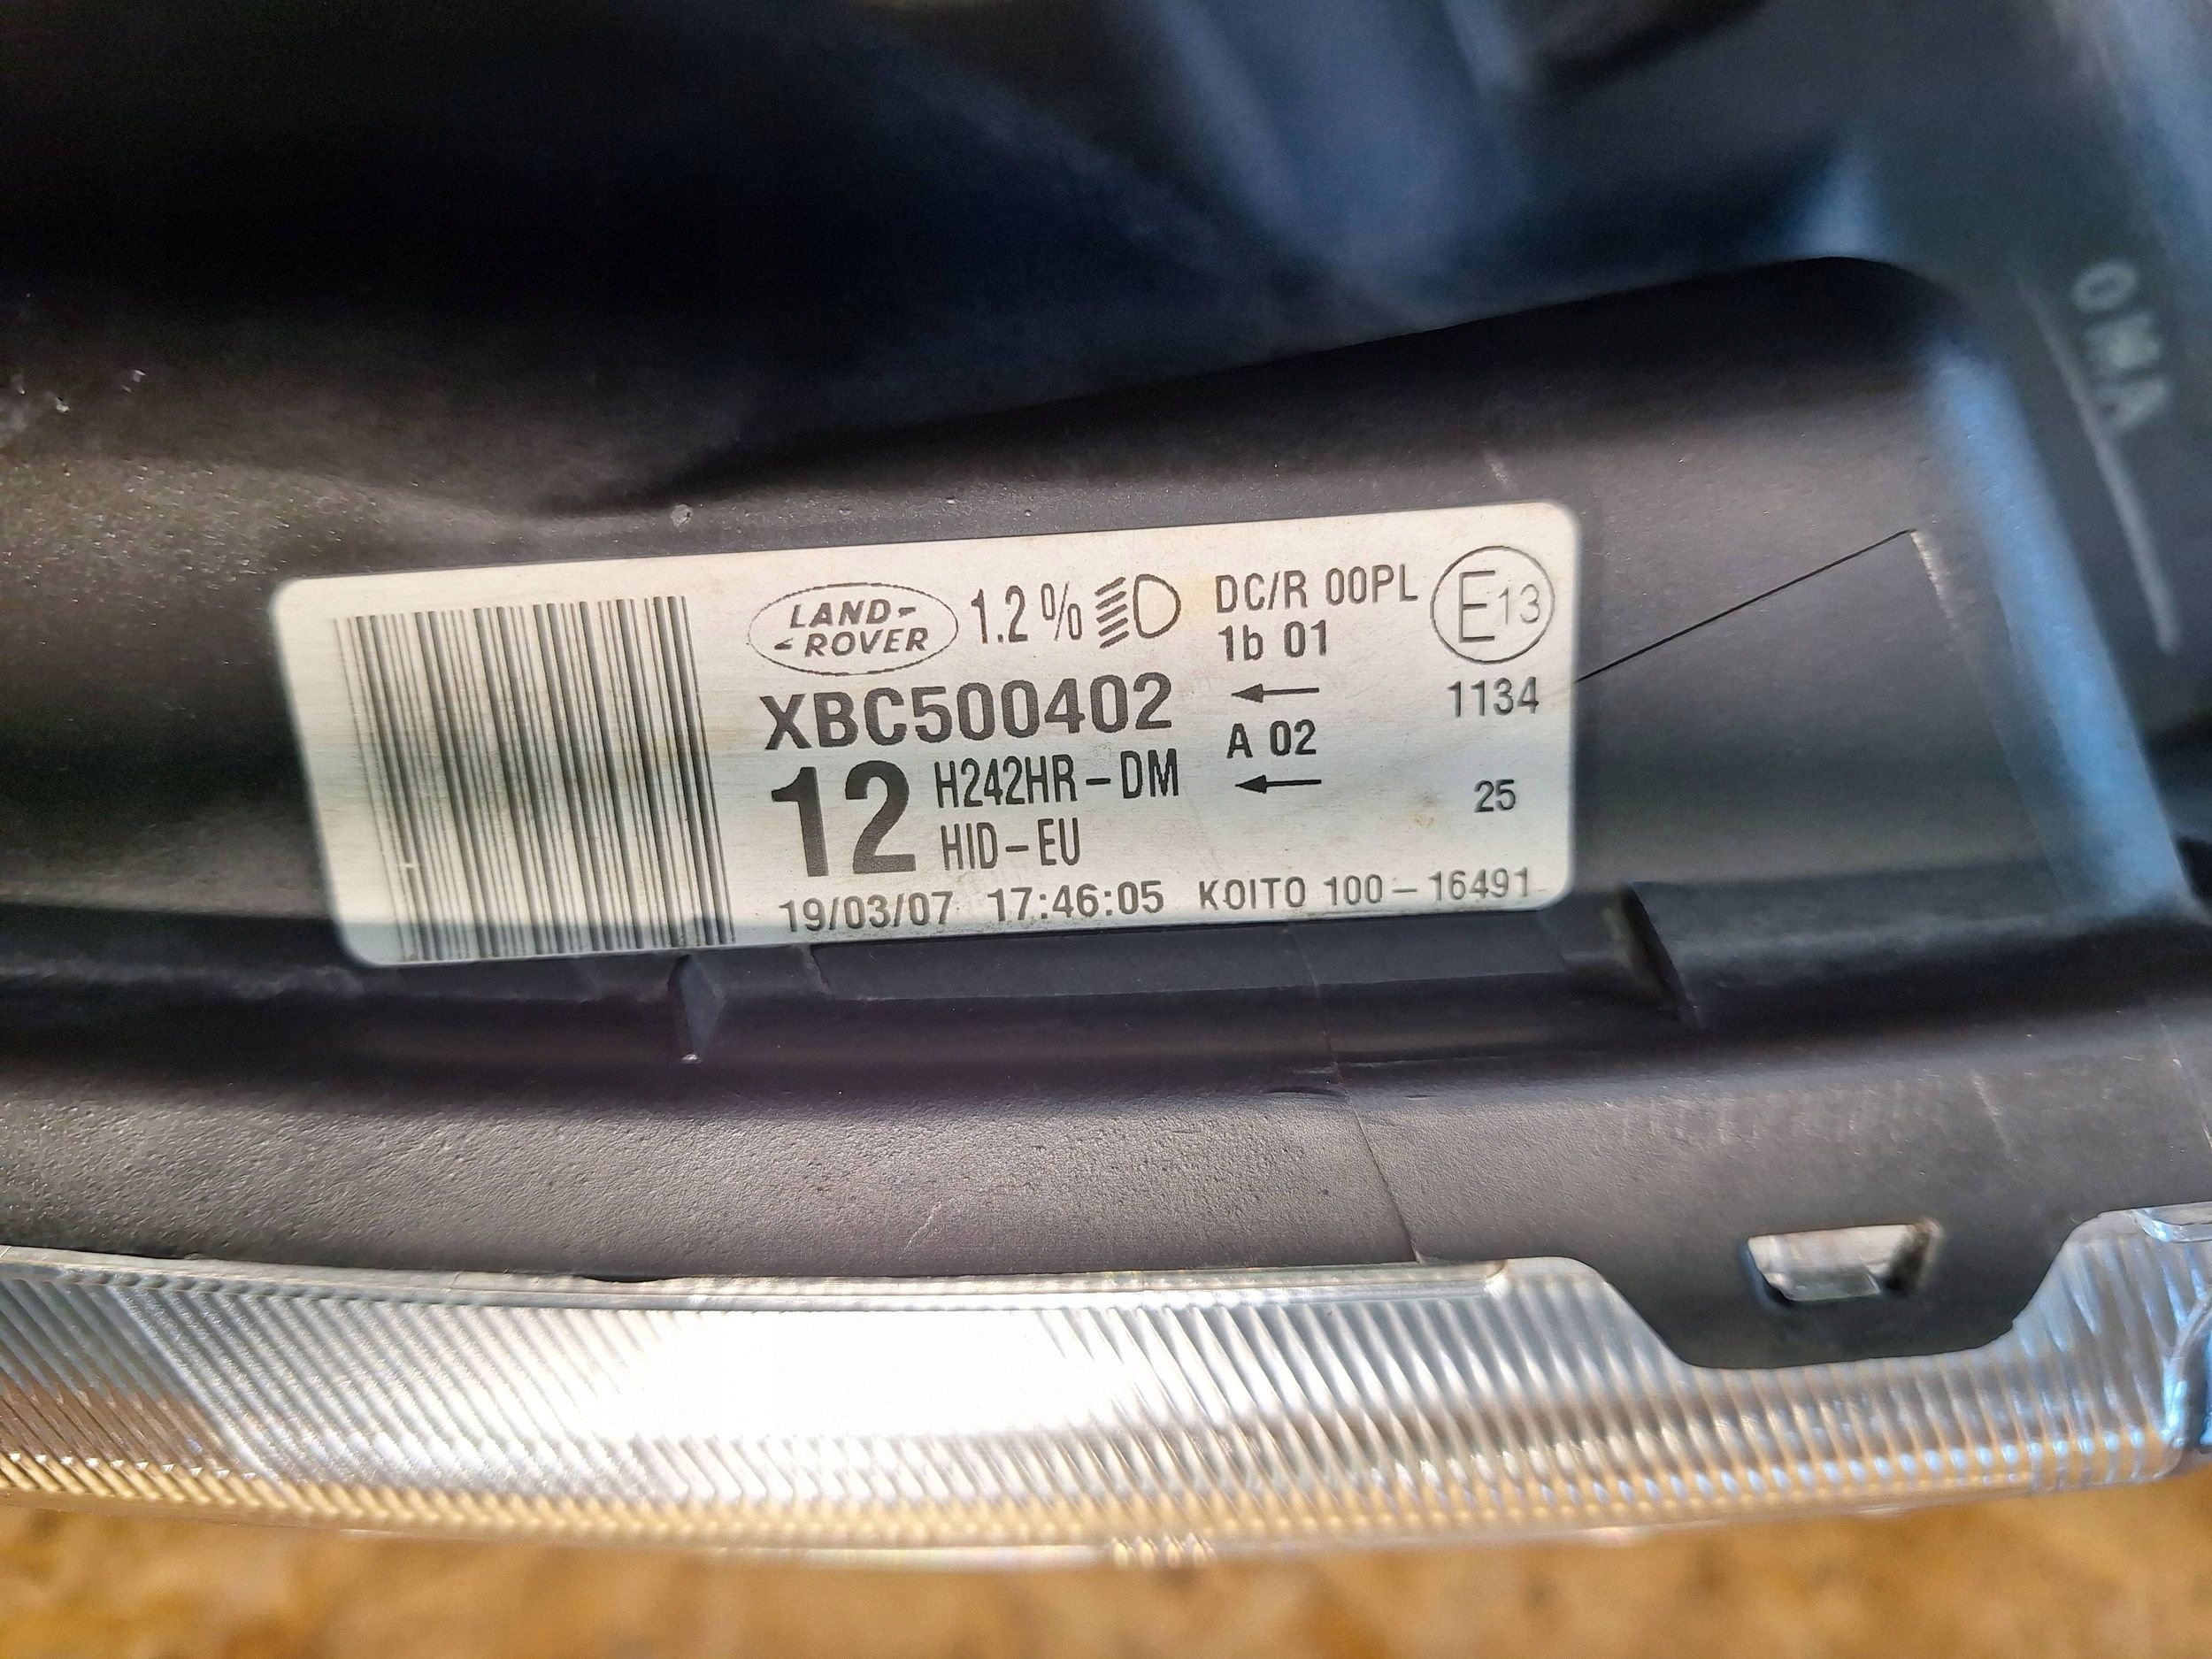 LAND-
-ROVER
1.2% DC/R 00PL E13
1b 01
XBC500402 ← 1134
12 H242HR-DM A 02
← 25
HID-EU
19/03/07 17:46:05 KOITO 100-16491
OMA